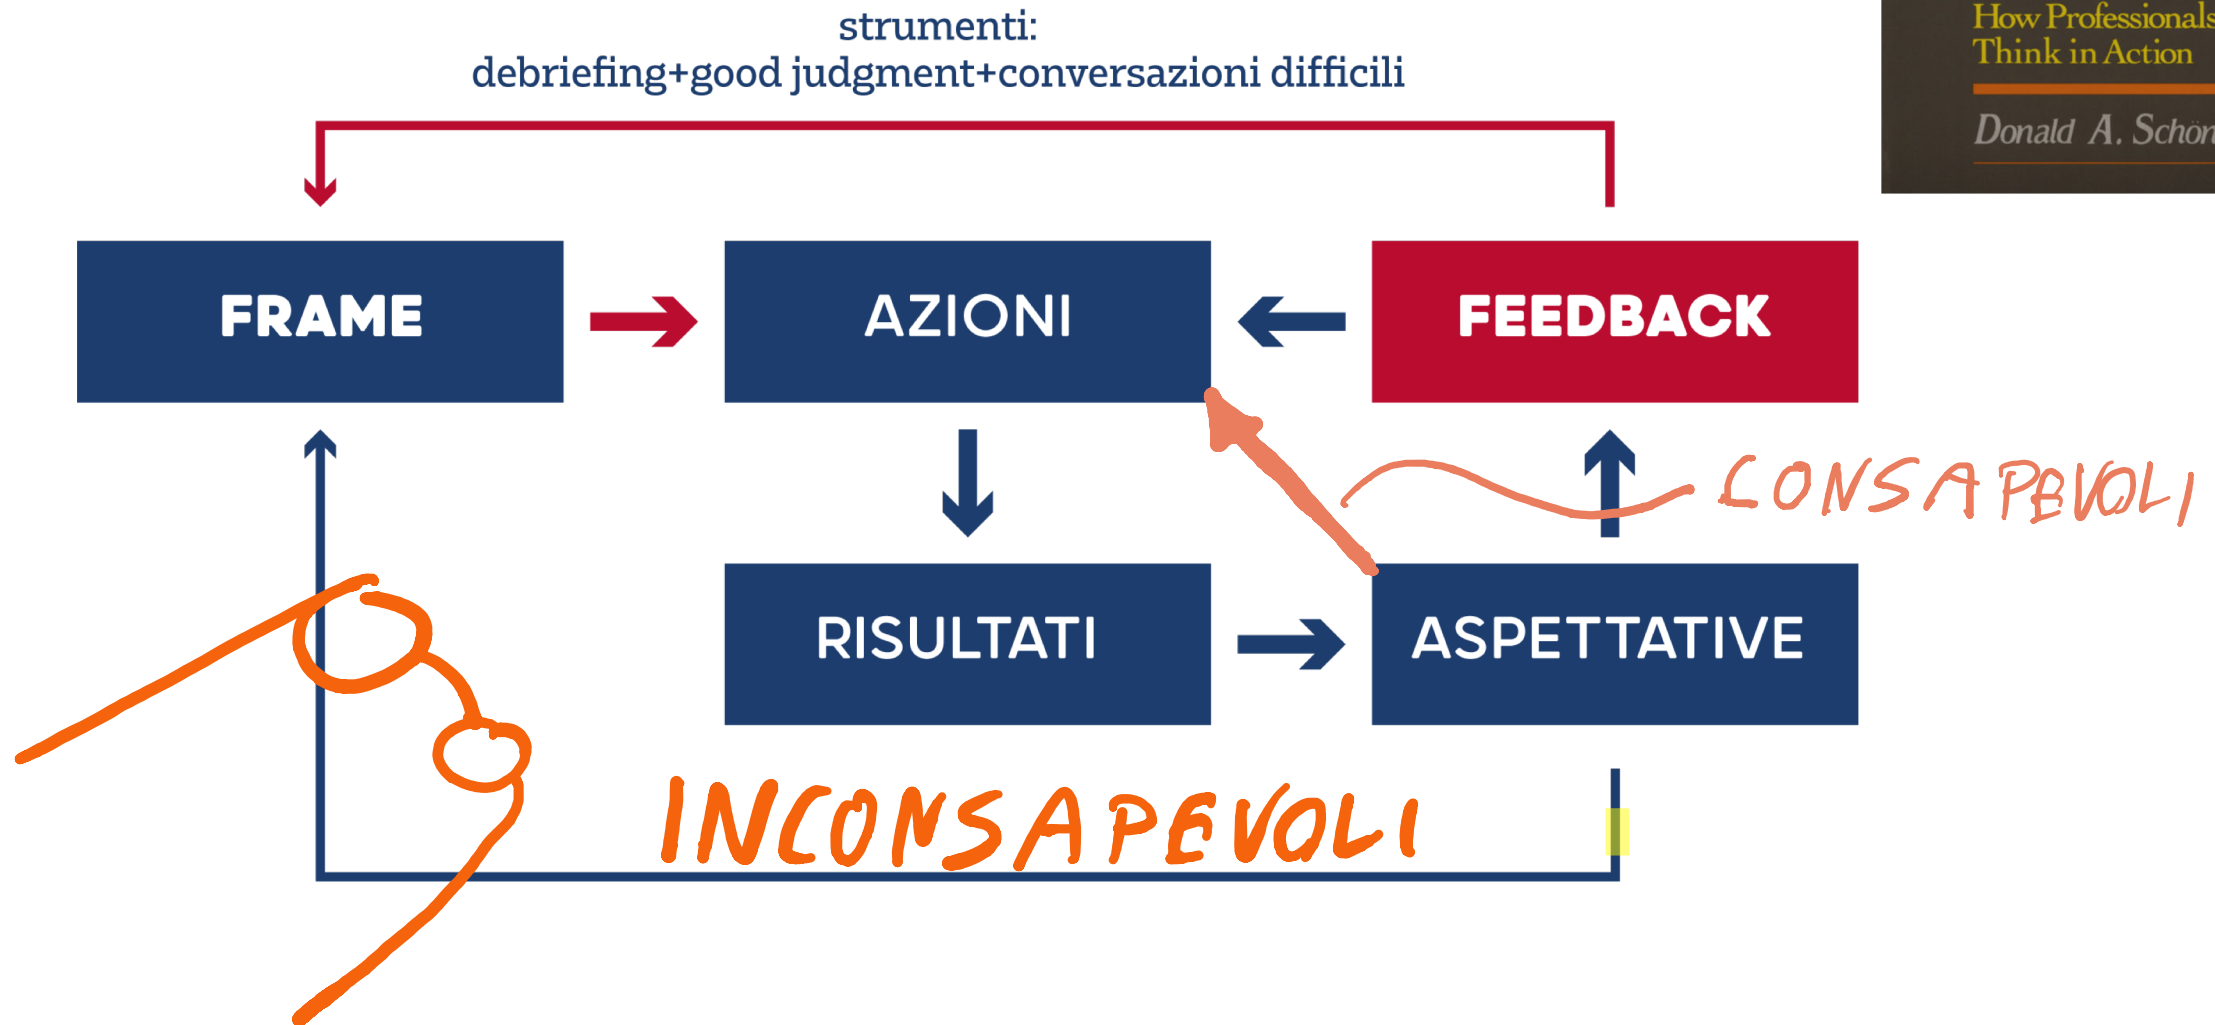 strumenti:
debriefing+good judgment+conversazioni difficili
How Professionals
Think in Action
Donald A. Schön
FRAME
AZIONI
FEEDBACK
CONSAPEVOLI
RISULTATI
ASPETTATIVE
INCONSAPEVOLI